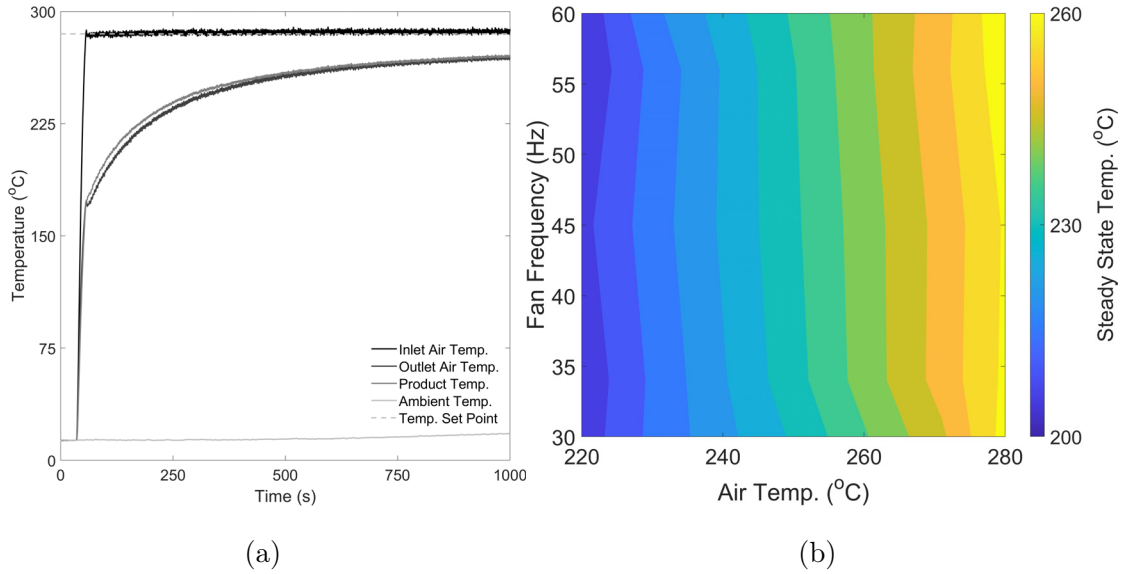 300
225
150
75
0
Temperature (°C)
Inlet Air Temp.
Outlet Air Temp.
Product Temp.
Ambient Temp.
Temp. Set Point
0 250 500 750 1000
Time (s)
(a)
60
55
50
45
40
35
30
Fan Frequency (Hz)
220 240 260 280
Air Temp. (°C)
260
230
200
Steady State Temp. (°C)
(b)